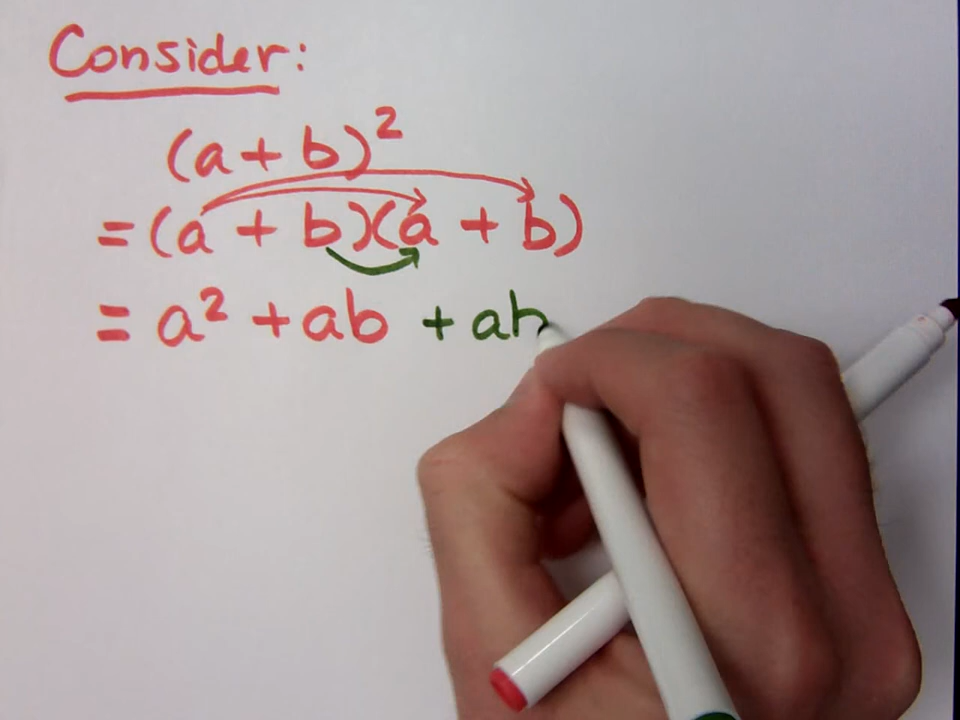 Consider:
(a + b)²
= (a + b)(a + b)
= a² + ab + ab